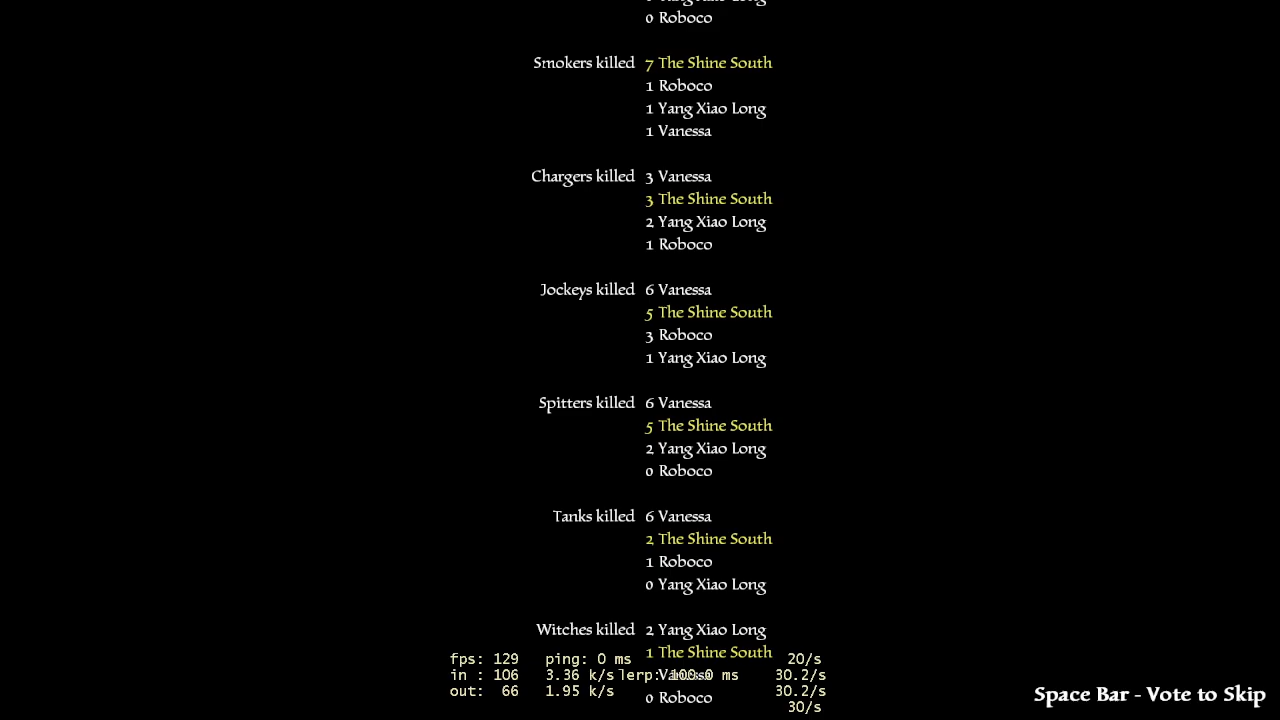 0 Roboco
Smokers killed 7 The Shine South
1 Roboco
1 Yang Xiao Long
1 Vanessa
Chargers killed 3 Vanessa
3 The Shine South
2 Yang Xiao Long
1 Roboco
Jockeys killed 6 Vanessa
5 The Shine South
3 Roboco
1 Yang Xiao Long
Spitters killed 6 Vanessa
5 The Shine South
2 Yang Xiao Long
0 Roboco
Tanks killed 6 Vanessa
2 The Shine South
1 Roboco
0 Yang Xiao Long
Witches killed 2 Yang Xiao Long
1 The Shine South
fps: 129 ping: 0 ms 20/s
in : 106 3.36 k/s lerp: 100.0 ms 30.2/s
Vanessa
out: 66 1.95 k/s 30.2/s
0 Roboco
30/s
Space Bar - Vote to Skip